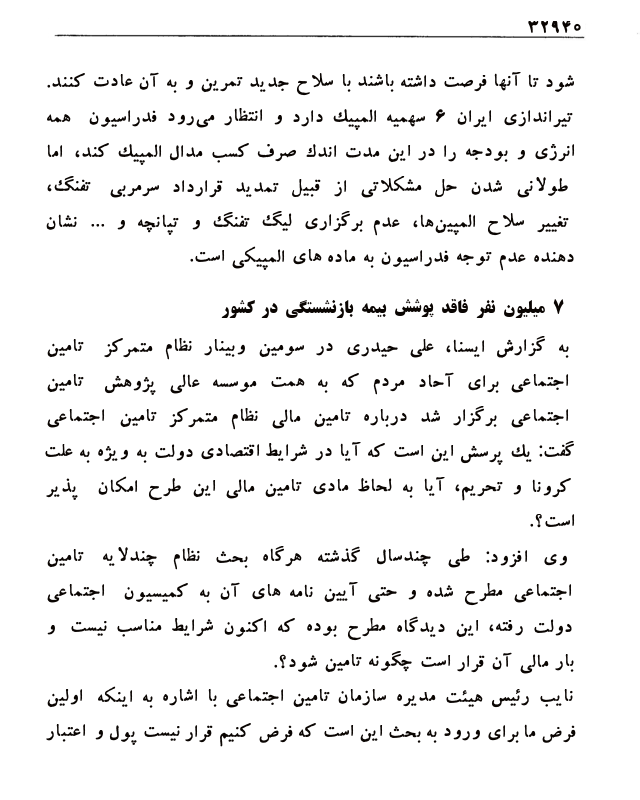 ۳۲۹۴۰
شود تا آنها فرصت داشته باشند با سلاح جدید تمرین و به آن عادت کنند.
تیراندازی ایران ۶ سهمیه المپیك دارد و انتظار می‌رود فدراسیون همه
انرژی و بودجه را در این مدت اندك صرف کسب مدال المپیك کند، اما
طولانی شدن حل مشکلاتی از قبیل تمدید قرارداد سرمربی تفنگ،
تغییر سلاح المپین‌ها، عدم برگزاری لیگ تفنگ و تپانچه و ... نشان
دهنده عدم توجه فدراسیون به ماده های المپیکی است.
۷ میلیون نفر فاقد پوشش بیمه بازنشستگی در کشور
به گزارش ایسنا، علی حیدری در سومین وبینار نظام متمرکز تامین
اجتماعی برای آحاد مردم که به همت موسسه عالی پژوهش تامین
اجتماعی برگزار شد درباره تامین مالی نظام متمرکز تامین اجتماعی
گفت: یك پرسش این است که آیا در شرایط اقتصادی دولت به ویژه به علت
کرونا و تحریم، آیا به لحاظ مادی تامین مالی این طرح امکان پذیر
است؟.
وی افزود: طی چندسال گذشته هرگاه بحث نظام چندلایه تامین
اجتماعی مطرح شده و حتی آیین نامه های آن به کمیسیون اجتماعی
دولت رفته، این دیدگاه مطرح بوده که اکنون شرایط مناسب نیست و
بار مالی آن قرار است چگونه تامین شود؟.
نایب رئیس هیئت مدیره سازمان تامین اجتماعی با اشاره به اینکه اولین
فرض ما برای ورود به بحث این است که فرض کنیم قرار نیست پول و اعتبار